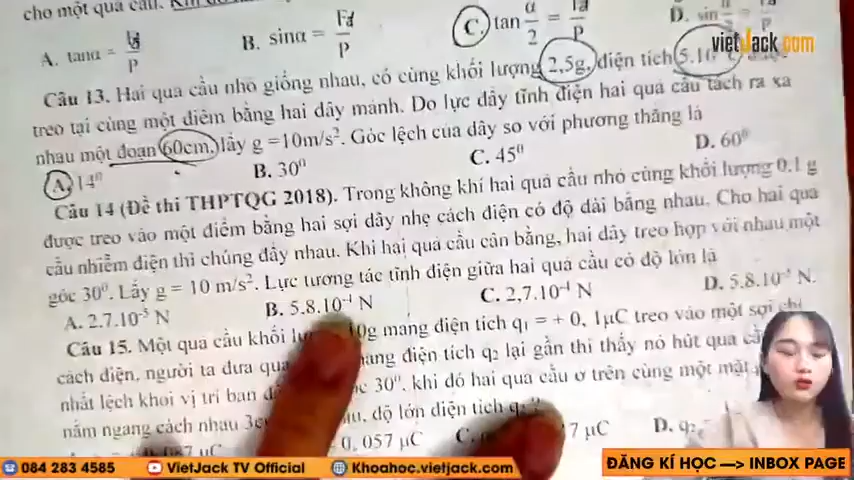 cho một quả cầu.
A. tanα = Fđ/P
B. sinα = Fđ/P
C. tan α/2 = Fđ/P
D. sin
vietJack.com
Câu 13. Hai quả cầu nhỏ giống nhau, có cùng khối lượng 2,5g, điện tích 5.10
treo tại cùng một điểm bằng hai dây mảnh. Do lực đẩy tĩnh điện hai quả cầu tách ra xa
nhau một đoạn 60cm, lấy g =10m/s². Góc lệch của dây so với phương thẳng là
A. 14⁰
B. 30⁰
C. 45⁰
D. 60⁰
Câu 14 (Đề thi THPTQG 2018). Trong không khí hai quả cầu nhỏ cùng khối lượng 0,1 g
được treo vào một điểm bằng hai sợi dây nhẹ cách điện có độ dài bằng nhau. Cho hai quả
cầu nhiễm điện thì chúng đẩy nhau. Khi hai quả cầu cân bằng, hai dây treo hợp với nhau một
góc 30⁰. Lấy g = 10 m/s². Lực tương tác tĩnh điện giữa hai quả cầu có độ lớn là
A. 2,7.10⁻⁵ N
B. 5,8.10⁻⁴ N
C. 2,7.10⁻⁴ N
D. 5,8.10⁻⁵ N.
Câu 15. Một quả cầu khối 10g mang điện tích q₁ = + 0, 1μC treo vào một sợi chỉ
cách điện, người ta đưa quả mang điện tích q₂ lại gần thì thấy nó hút quả
nhất lệch khỏi vị trí ban 30⁰, khi đó hai quả cầu ở trên cùng một mặt
nằm ngang cách nhau độ lớn điện tích
0, 057 μC
C.
7 μC
D. q₂
084 283 4585
VietJack TV Official
Khoahoc.vietjack.com
ĐĂNG KÍ HỌC —> INBOX PAGE